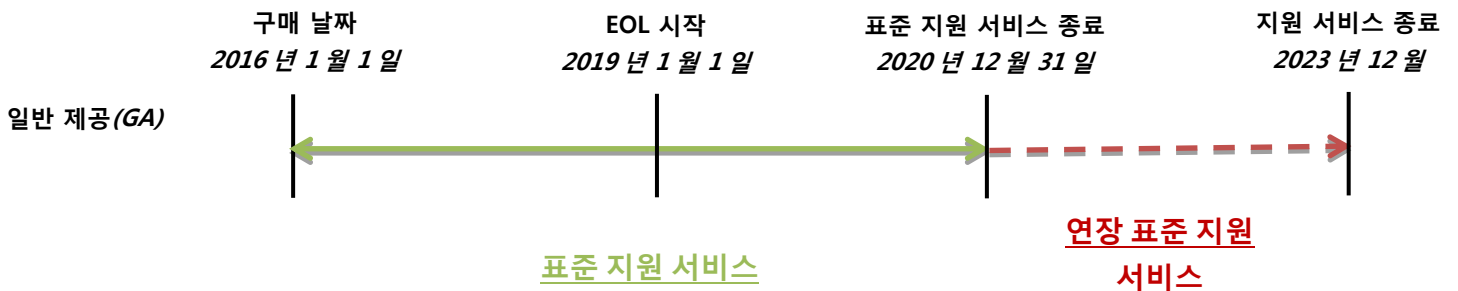 구매 날짜
2016 년 1 월 1 일
EOL 시작
2019 년 1 월 1 일
표준 지원 서비스 종료
2020 년 12 월 31 일
지원 서비스 종료
2023 년 12 월
일반 제공(GA)
표준 지원 서비스
연장 표준 지원
서비스